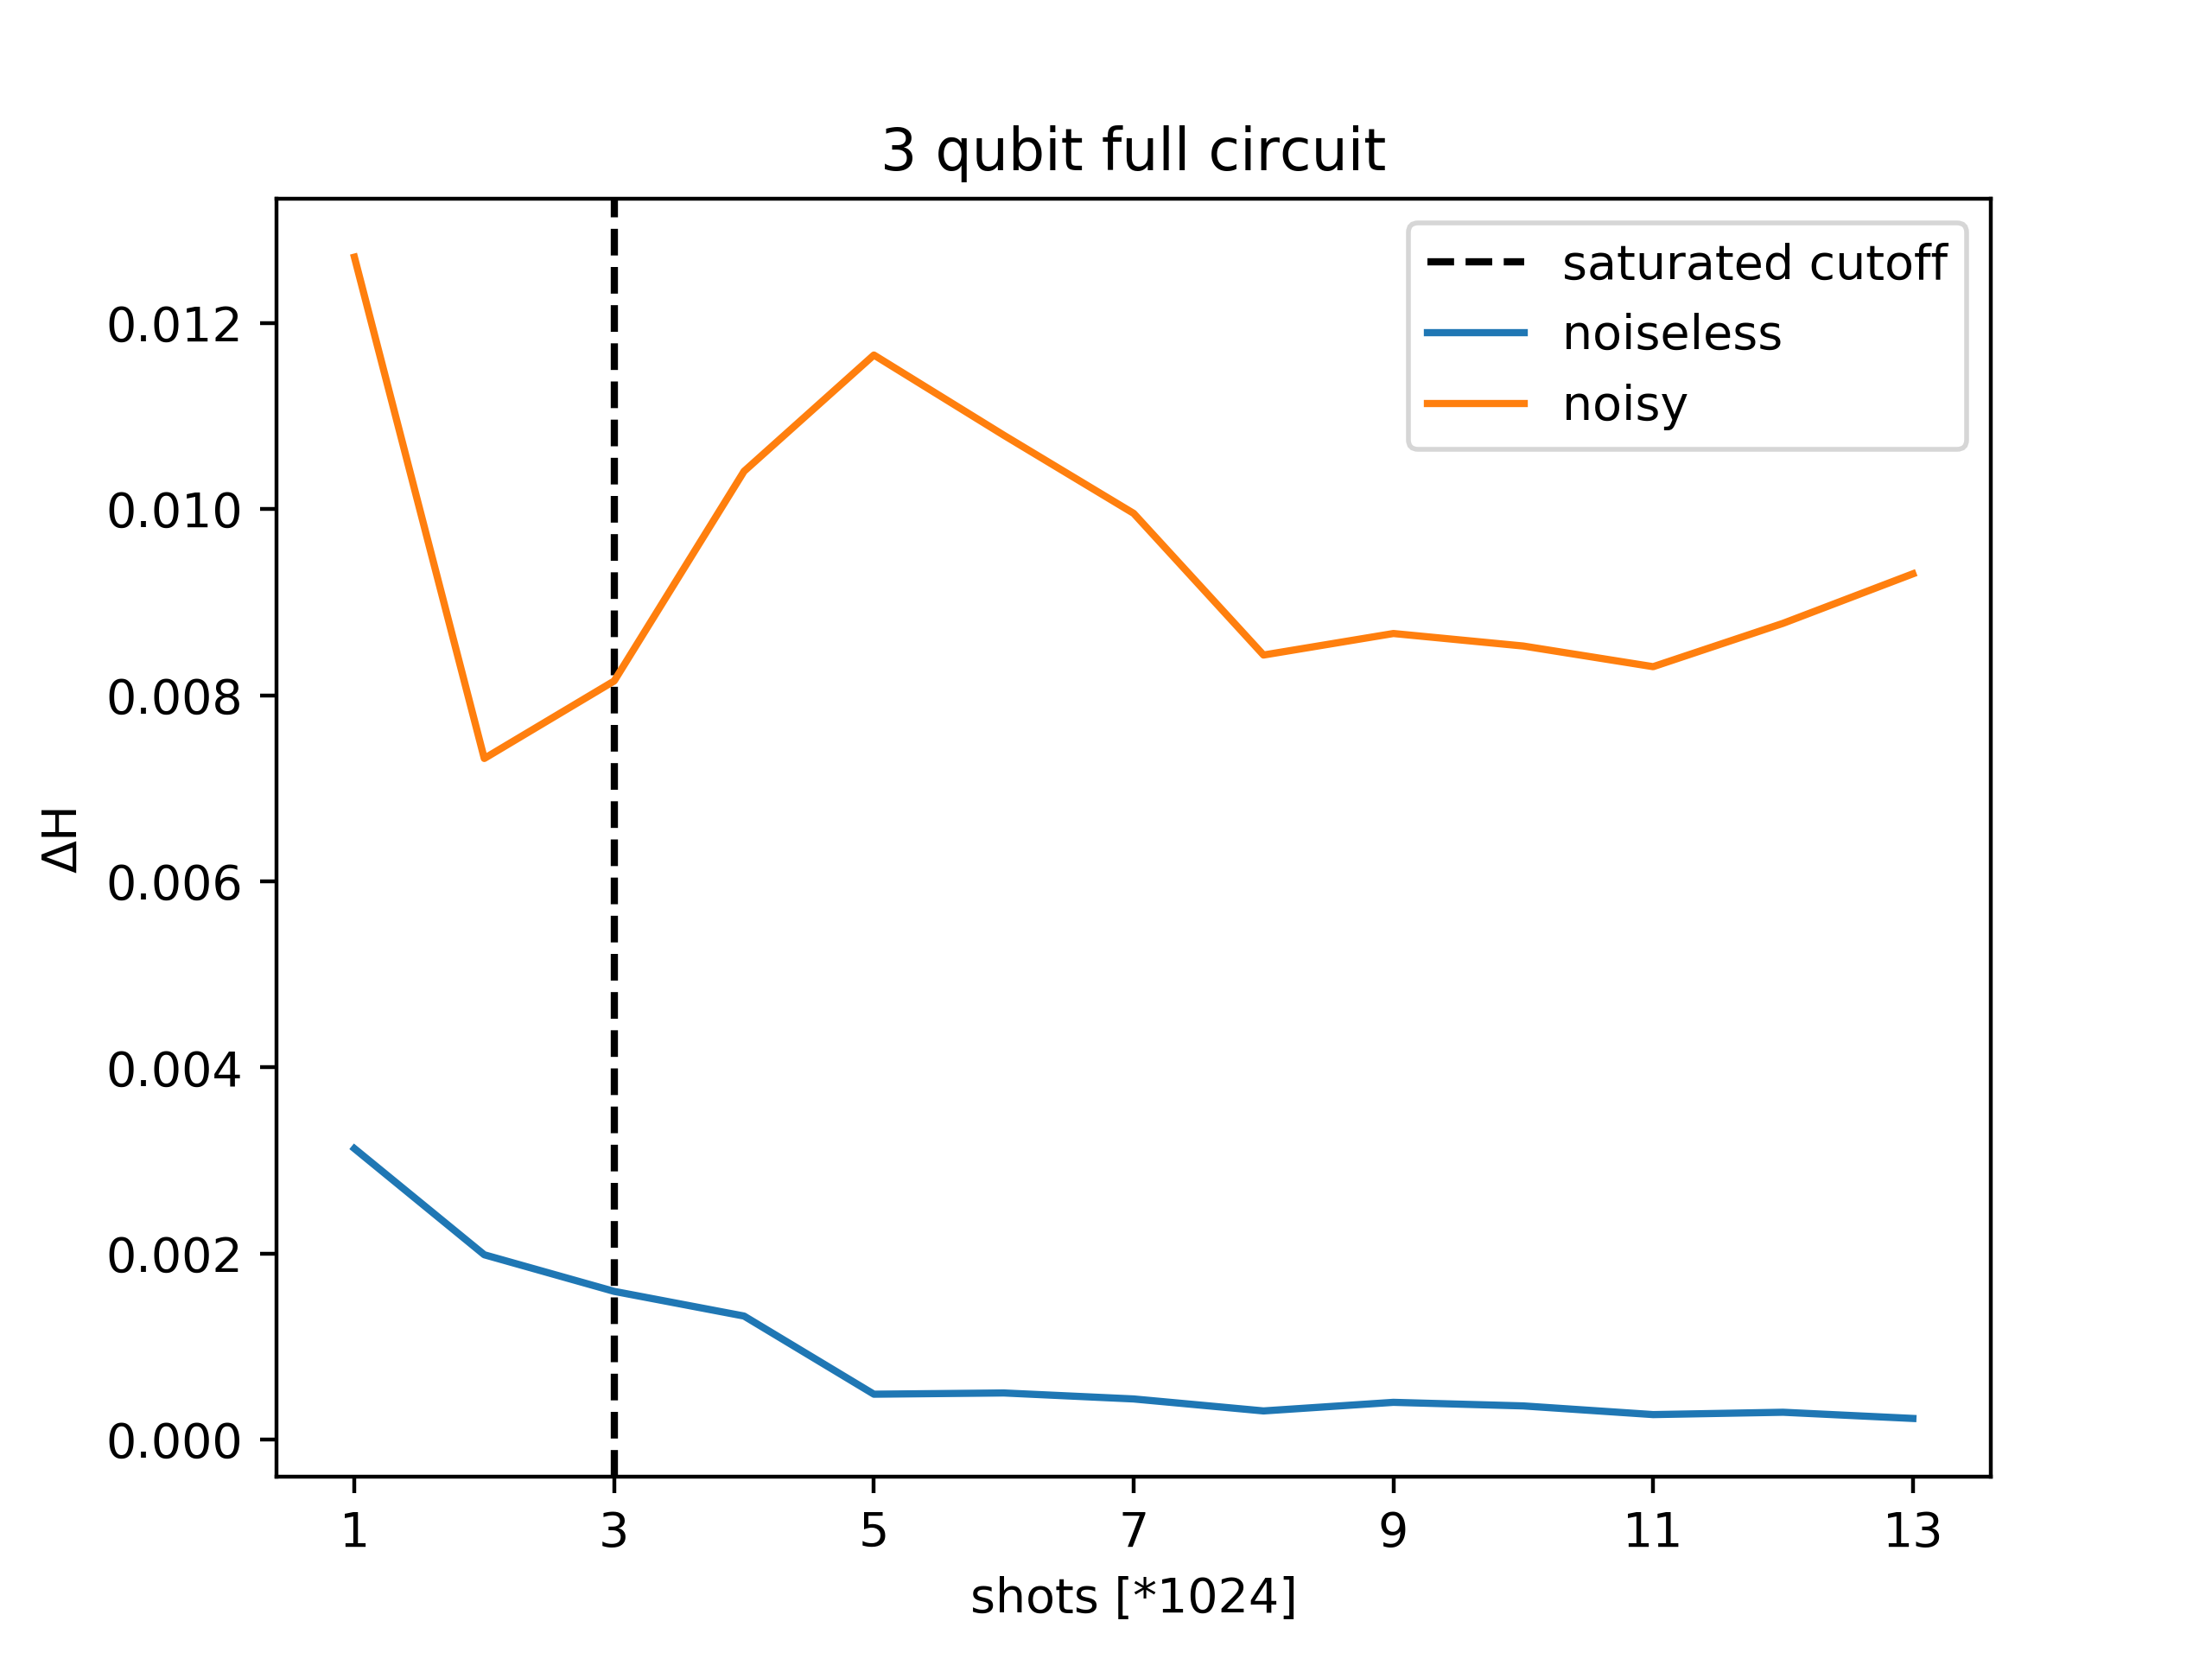 3 qubit full circuit
saturated cutoff
noiseless
noisy
0.012
0.010
0.008
0.006
0.004
0.002
0.000
ΔH
1 3 5 7 9 11 13
shots [*1024]